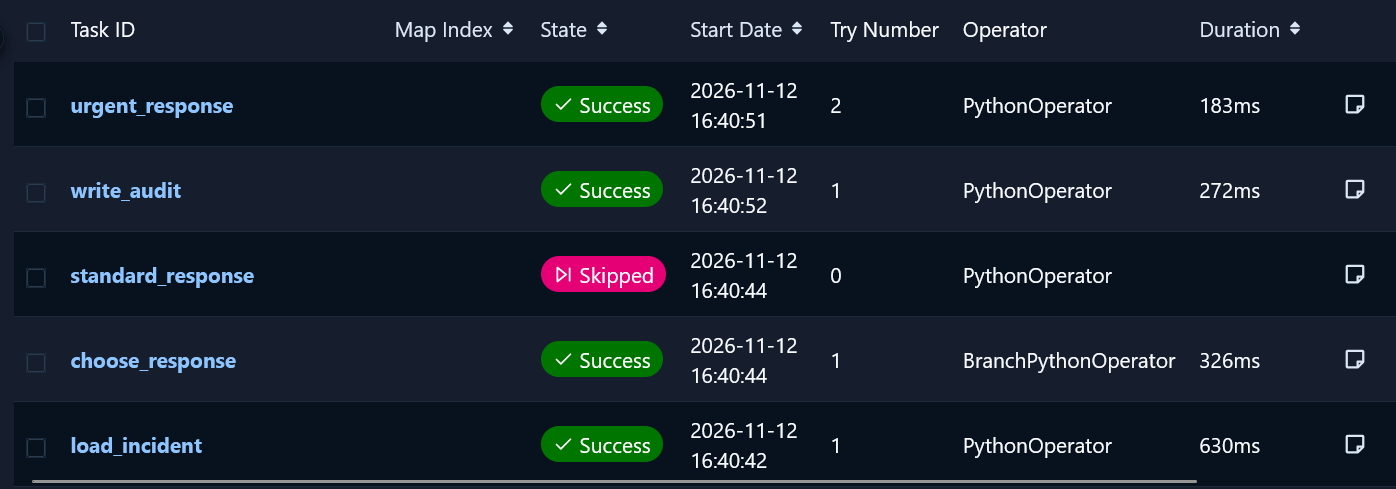 Task ID Map Index State Start Date Try Number Operator Duration
urgent_response Success 2026-11-12 16:40:51 2 PythonOperator 183ms
write_audit Success 2026-11-12 16:40:52 1 PythonOperator 272ms
standard_response Skipped 2026-11-12 16:40:44 0 PythonOperator
choose_response Success 2026-11-12 16:40:44 1 BranchPythonOperator 326ms
load_incident Success 2026-11-12 16:40:42 1 PythonOperator 630ms